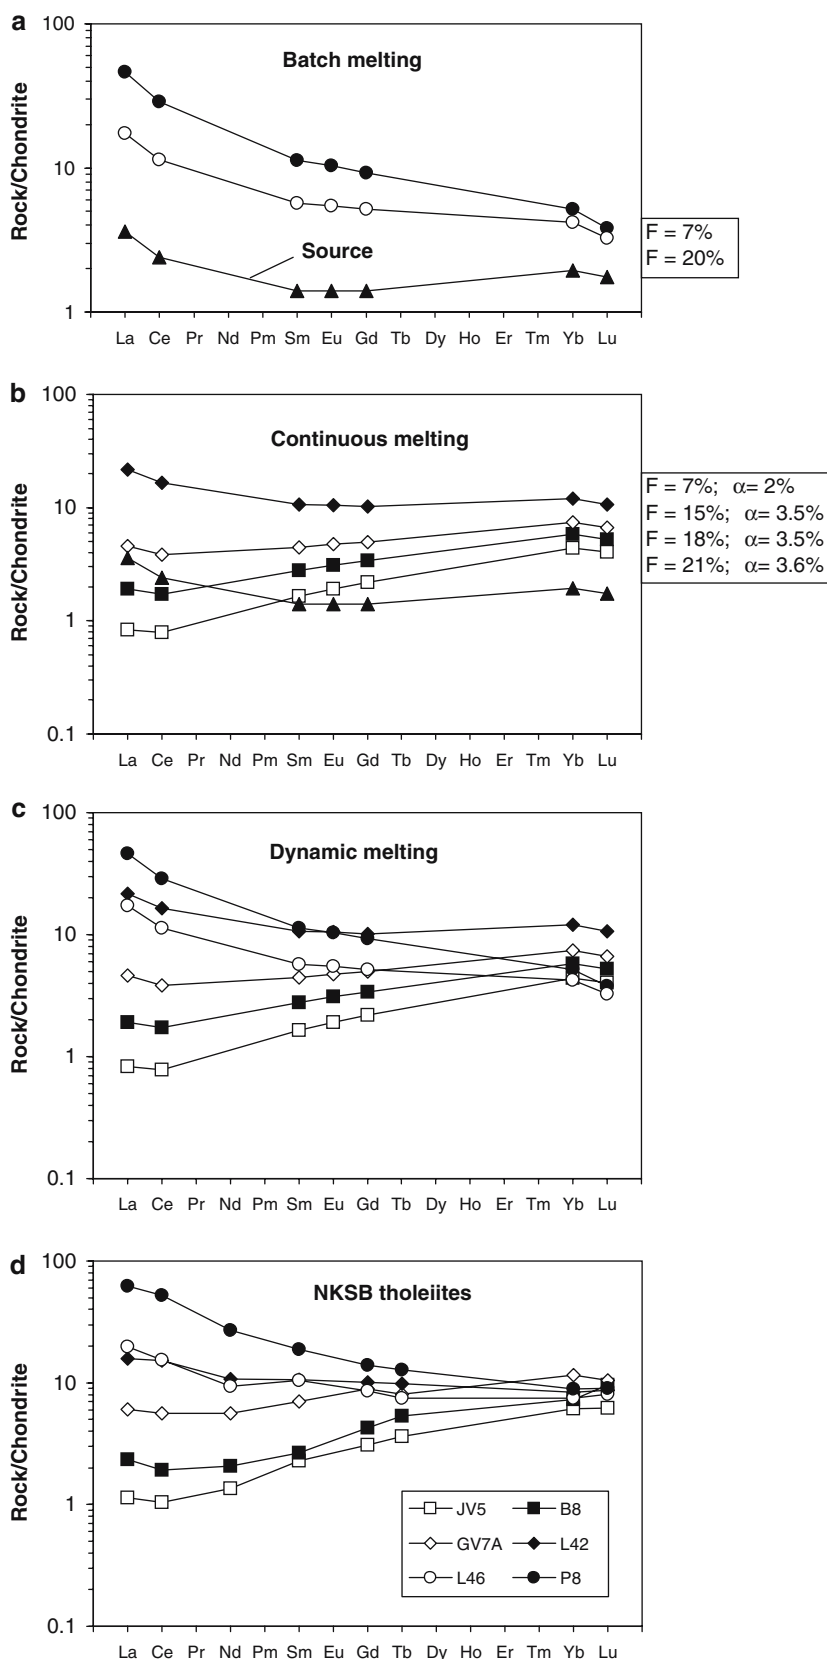 a
100
Batch melting
10
Rock/Chondrite
Source
F = 7%
F = 20%
1
La Ce Pr Nd Pm Sm Eu Gd Tb Dy Ho Er Tm Yb Lu
b
100
Continuous melting
10
F = 7%; α= 2%
F = 15%; α= 3.5%
F = 18%; α= 3.5%
F = 21%; α= 3.6%
Rock/Chondrite
1
0.1
La Ce Pr Nd Pm Sm Eu Gd Tb Dy Ho Er Tm Yb Lu
c
100
Dynamic melting
10
Rock/Chondrite
1
0.1
La Ce Pr Nd Pm Sm Eu Gd Tb Dy Ho Er Tm Yb Lu
d
100
NKSB tholeiites
10
Rock/Chondrite
1
JV5 B8
GV7A L42
L46 P8
0.1
La Ce Pr Nd Pm Sm Eu Gd Tb Dy Ho Er Tm Yb Lu